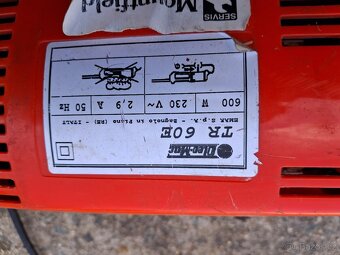 Oleo-Mac
TR 60E
EMAK S.p.A. - Bagnolo in Piano (RE) - ITALY
600 W 230 V~ 2,9 A 50 Hz
SERVIS
Mountfield